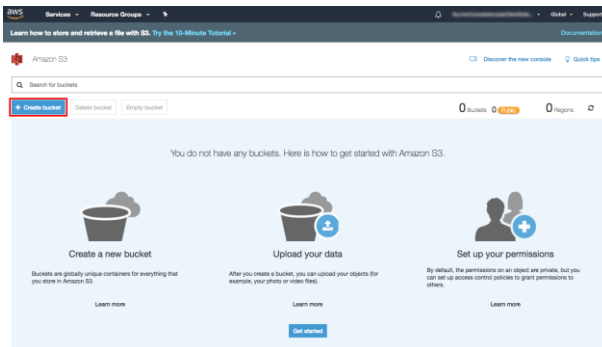 aws Services Resource Groups Global Support
Learn how to store and retrieve a file with S3. Try the 10-Minute Tutorial » Documentation
Amazon S3 Discover the new console Quick tips
Search for buckets
+ Create bucket Delete bucket Empty bucket 0 Buckets 0 Public 0 Regions
You do not have any buckets. Here is how to get started with Amazon S3.
Create a new bucket Upload your data Set up your permissions
Buckets are globally unique containers for everything that After you create a bucket, you can upload your objects (for By default, the permissions on an object are private, but you
you store in Amazon S3. example, your photo or video files). can set up access control policies to grant permissions to
others.
Learn more Learn more Learn more
Get started